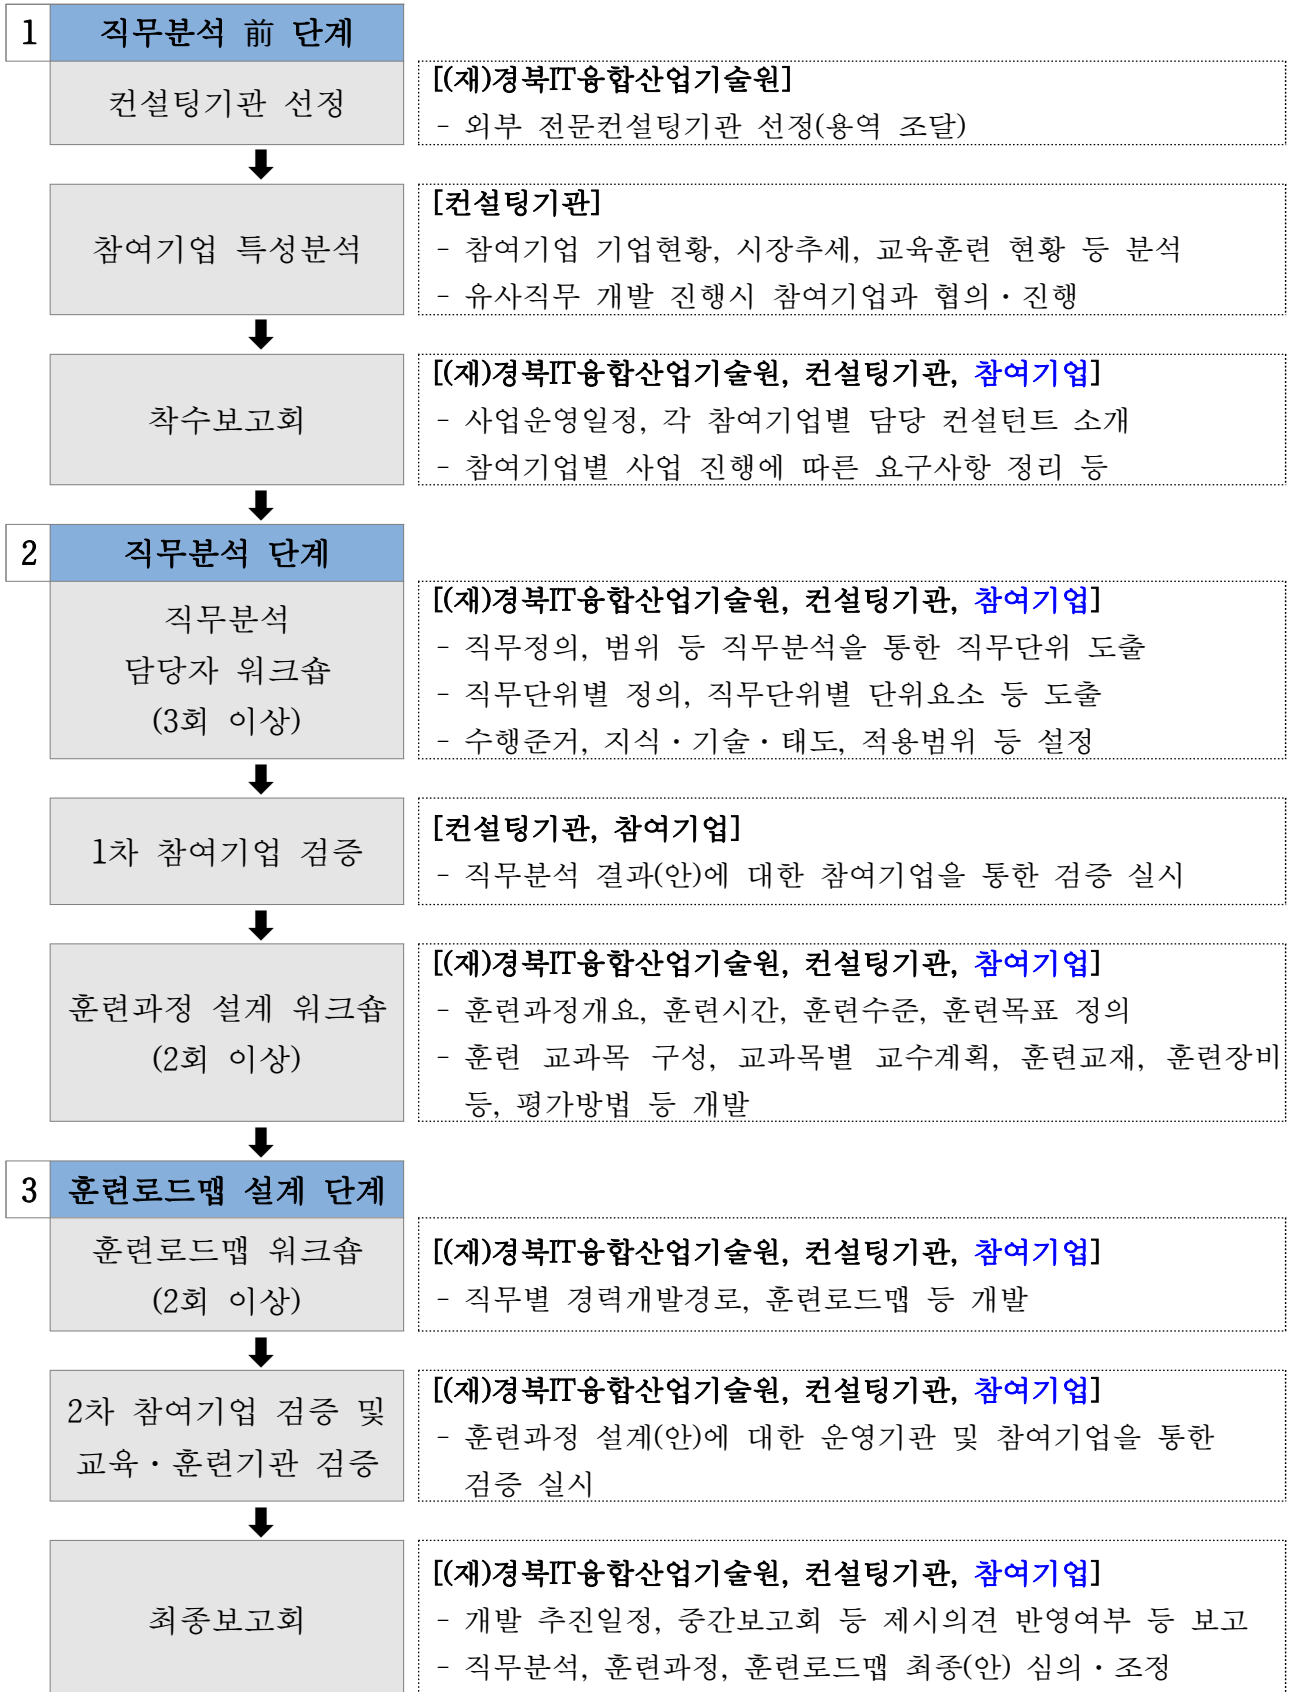 1 직무분석 前 단계
컨설팅기관 선정
[(재)경북IT융합산업기술원]
- 외부 전문컨설팅기관 선정(용역 조달)
참여기업 특성분석
[컨설팅기관]
- 참여기업 기업현황, 시장추세, 교육훈련 현황 등 분석
- 유사직무 개발 진행시 참여기업과 협의・진행
착수보고회
[(재)경북IT융합산업기술원, 컨설팅기관, 참여기업]
- 사업운영일정, 각 참여기업별 담당 컨설턴트 소개
- 참여기업별 사업 진행에 따른 요구사항 정리 등
2 직무분석 단계
직무분석
담당자 워크숍
(3회 이상)
[(재)경북IT융합산업기술원, 컨설팅기관, 참여기업]
- 직무정의, 범위 등 직무분석을 통한 직무단위 도출
- 직무단위별 정의, 직무단위별 단위요소 등 도출
- 수행준거, 지식・기술・태도, 적용범위 등 설정
1차 참여기업 검증
[컨설팅기관, 참여기업]
- 직무분석 결과(안)에 대한 참여기업을 통한 검증 실시
훈련과정 설계 워크숍
(2회 이상)
[(재)경북IT융합산업기술원, 컨설팅기관, 참여기업]
- 훈련과정개요, 훈련시간, 훈련수준, 훈련목표 정의
- 훈련 교과목 구성, 교과목별 교수계획, 훈련교재, 훈련장비
등, 평가방법 등 개발
3 훈련로드맵 설계 단계
훈련로드맵 워크숍
(2회 이상)
[(재)경북IT융합산업기술원, 컨설팅기관, 참여기업]
- 직무별 경력개발경로, 훈련로드맵 등 개발
2차 참여기업 검증 및
교육・훈련기관 검증
[(재)경북IT융합산업기술원, 컨설팅기관, 참여기업]
- 훈련과정 설계(안)에 대한 운영기관 및 참여기업을 통한
검증 실시
최종보고회
[(재)경북IT융합산업기술원, 컨설팅기관, 참여기업]
- 개발 추진일정, 중간보고회 등 제시의견 반영여부 등 보고
- 직무분석, 훈련과정, 훈련로드맵 최종(안) 심의・조정